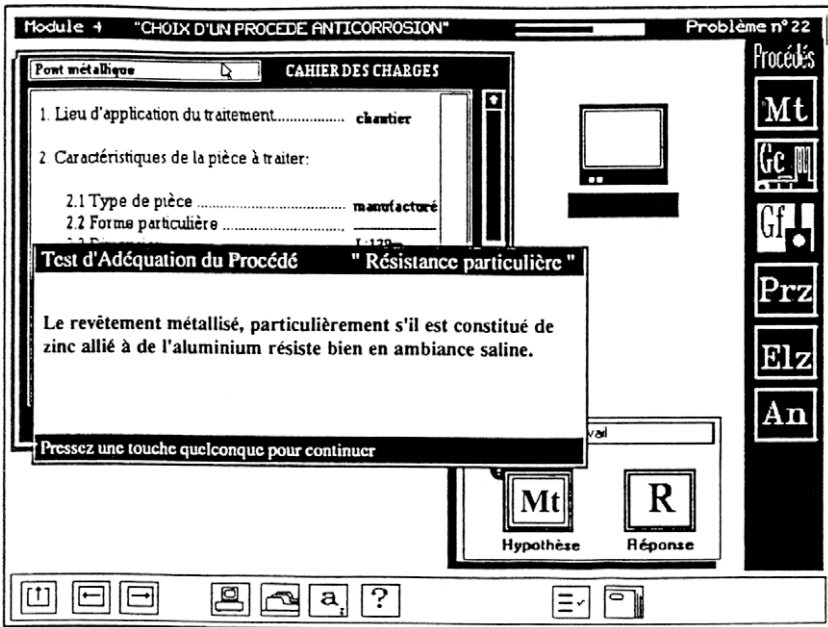 Module 4 "CHOIX D'UN PROCEDE ANTICORROSION" Problème n° 22
Procédés
Pont métallique CAHIER DES CHARGES
1. Lieu d'application du traitement.................. chantier
2. Caractéristiques de la pièce à traiter:
2.1 Type de pièce .............................. manufacturé
2.2 Forme particulière ........................
Test d'Adéquation du Procédé " Résistance particulière "
Le revêtement métallisé, particulièrement s'il est constitué de
zinc allié à de l'aluminium résiste bien en ambiance saline.
Pressez une touche quelconque pour continuer
Mt
Gc
Gf
Prz
Elz
An
vail
Mt R
Hypothèse Réponse
a z ?